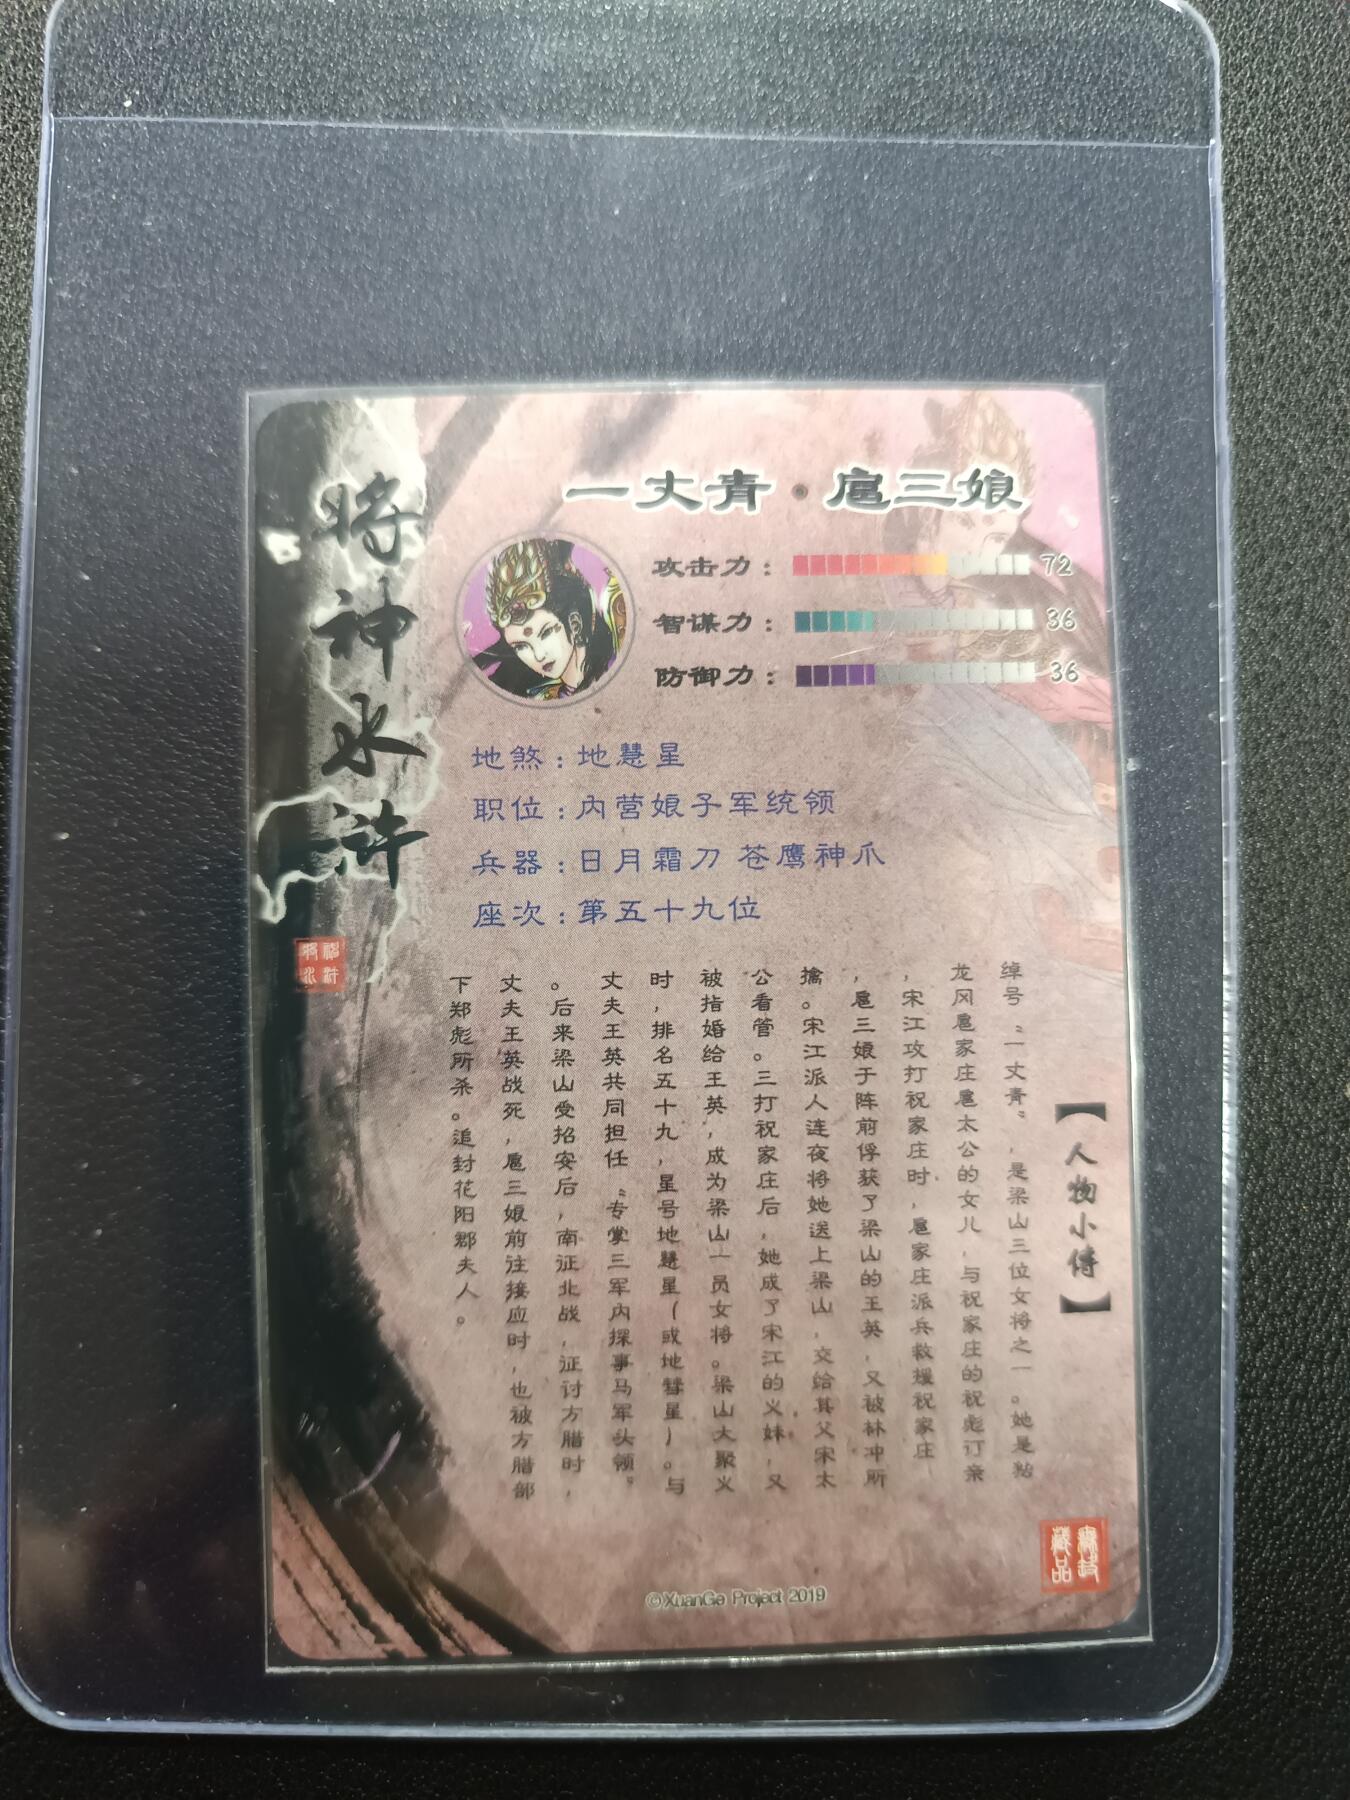 将神水浒
将神水浒
一丈青·扈三娘
攻击力：72
智谋力：36
防御力：36
地煞：地慧星
职位：内营娘子军统领
兵器：日月霜刀 苍鹰神爪
座次：第五十九位
【人物小传】
绰号“一丈青”，是梁山三位女将之一。她是粘
龙冈扈家庄扈太公的女儿，与祝家庄的祝彪订亲
，宋江攻打祝家庄时，扈家庄派兵救援祝家庄
，扈三娘于阵前俘获了梁山的王英，又被林冲所
擒。宋江派人连夜将她送上梁山，交给其父宋太
公看管。三打祝家庄后，她成了宋江的义妹，又
被指婚给王英，成为梁山一员女将。梁山大聚义
时，排名五十九，星号地慧星（或地彗星）。与
丈夫王英共同担任“专掌三军内探事马军头领”
。后来梁山受招安后，南征北战，征讨方腊时，
丈夫王英战死，扈三娘前往接应时，也被方腊部
下郑彪所杀。追封花阳郡夫人。
藏品
©XuanGe Project 2019